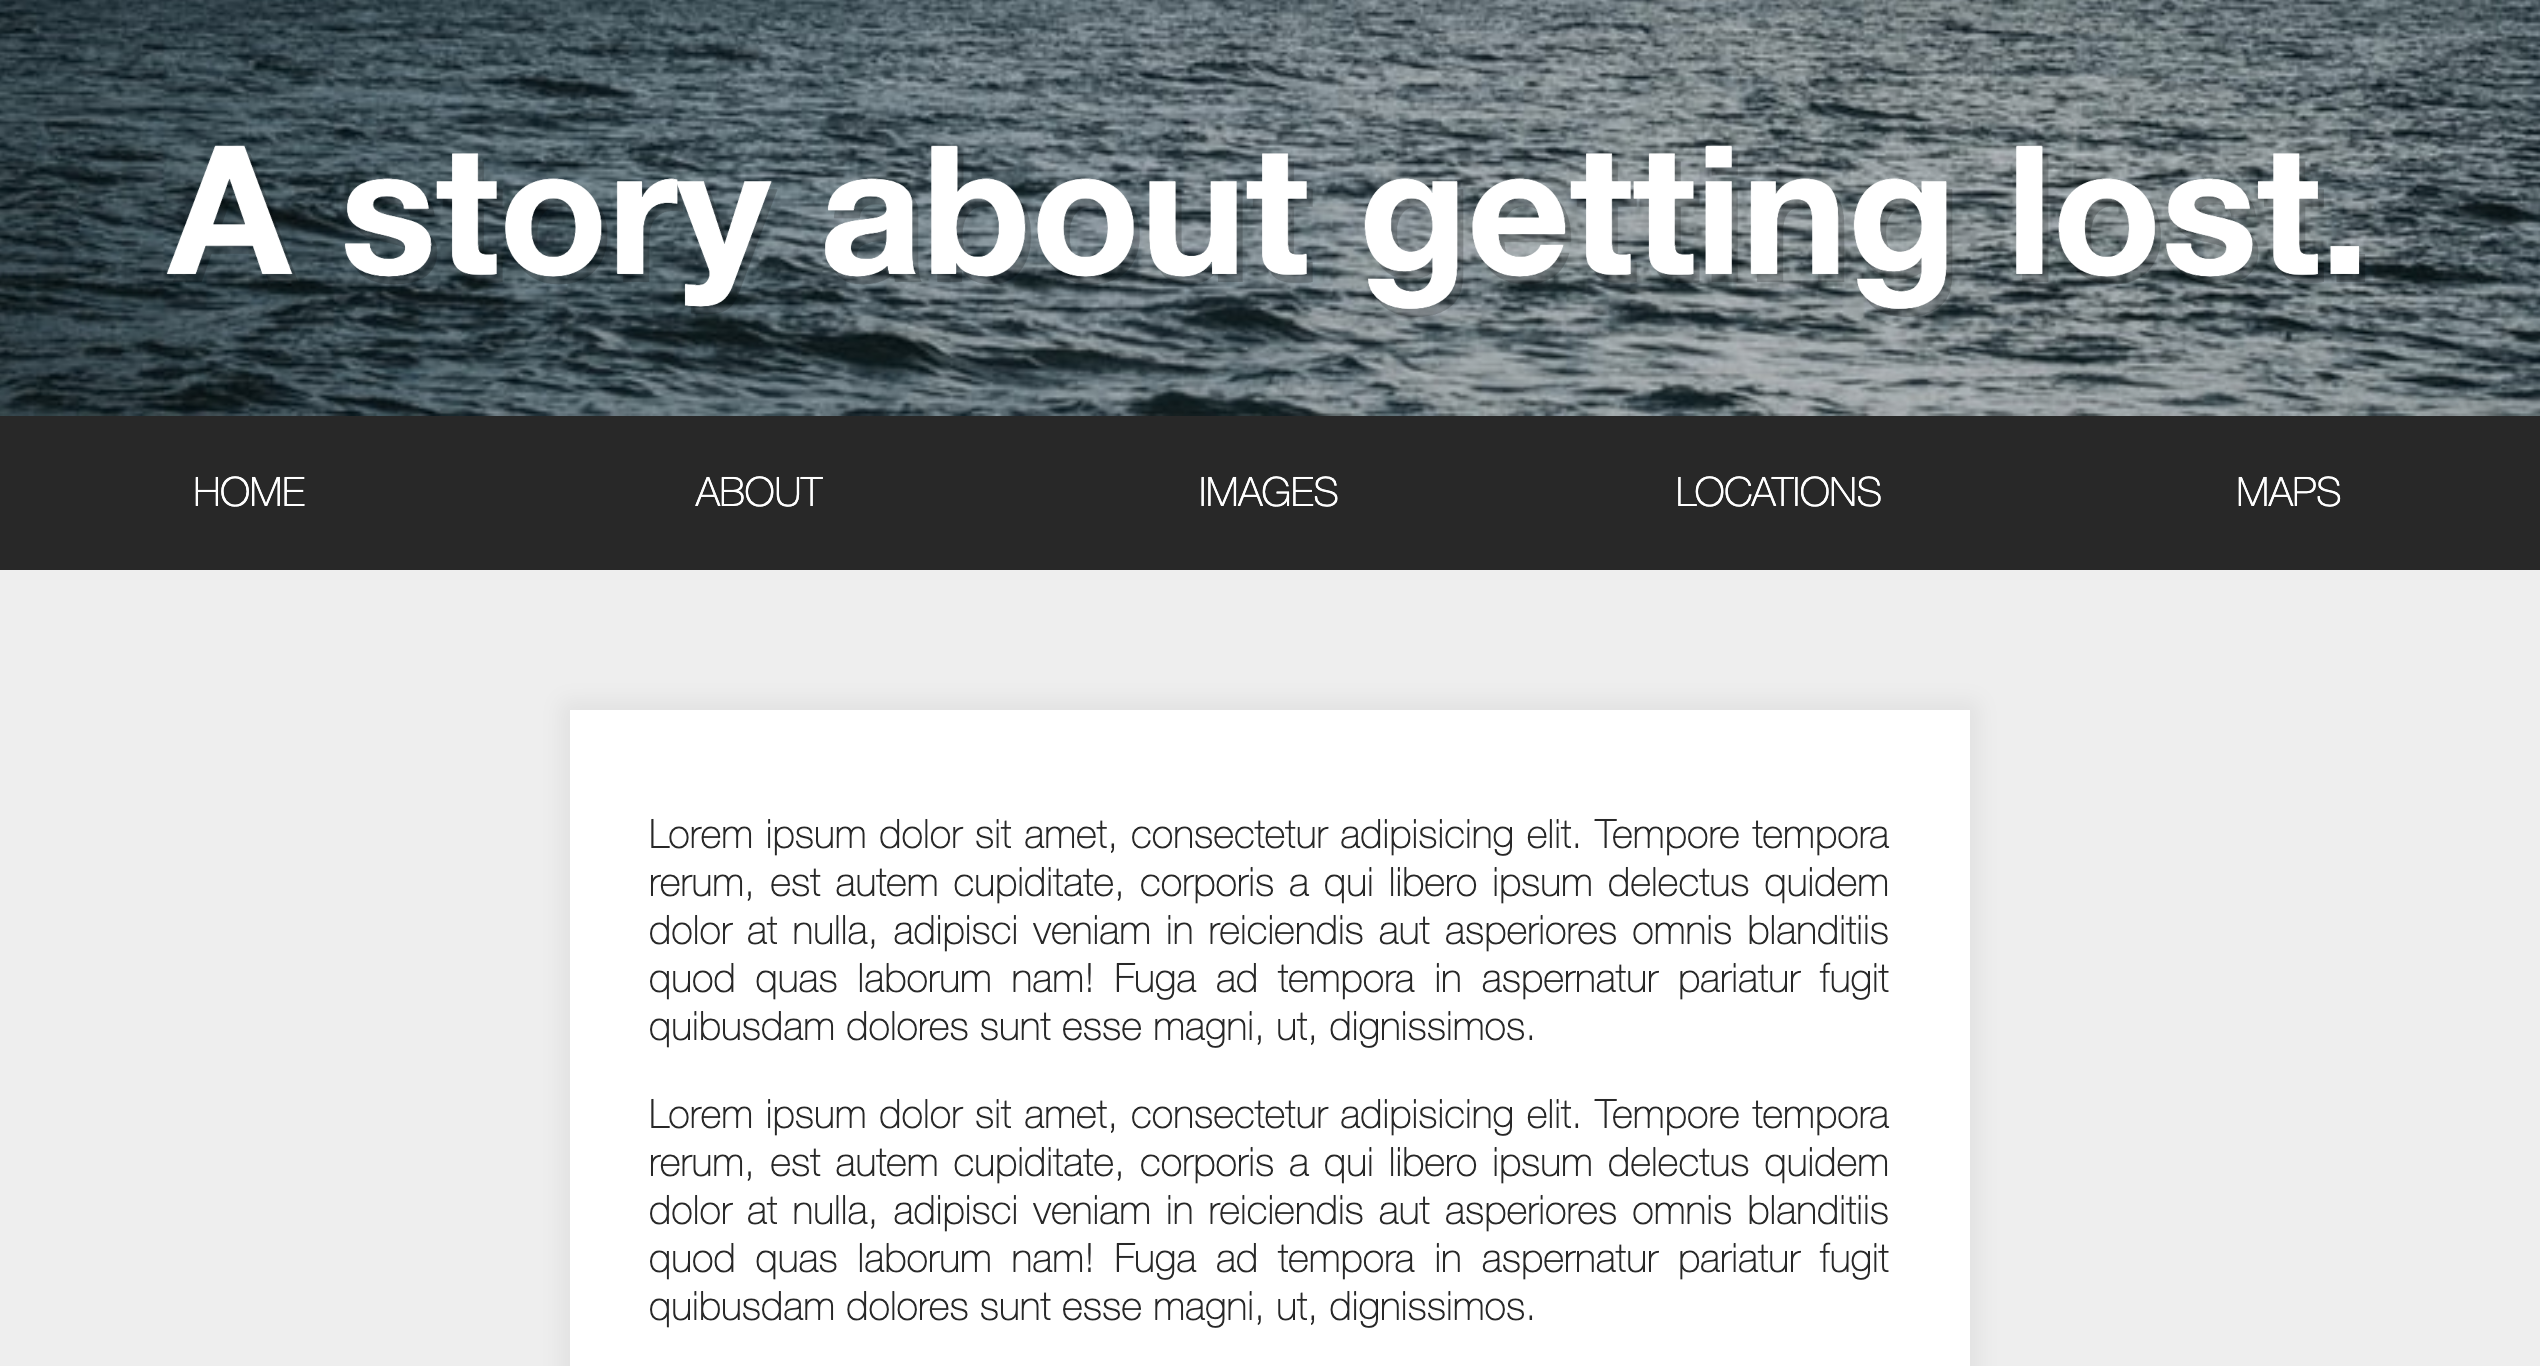 A story about getting lost.
HOME ABOUT IMAGES LOCATIONS MAPS
Lorem ipsum dolor sit amet, consectetur adipisicing elit. Tempore tempora
rerum, est autem cupiditate, corporis a qui libero ipsum delectus quidem
dolor at nulla, adipisci veniam in reiciendis aut asperiores omnis blanditiis
quod quas laborum nam! Fuga ad tempora in aspernatur pariatur fugit
quibusdam dolores sunt esse magni, ut, dignissimos.
Lorem ipsum dolor sit amet, consectetur adipisicing elit. Tempore tempora
rerum, est autem cupiditate, corporis a qui libero ipsum delectus quidem
dolor at nulla, adipisci veniam in reiciendis aut asperiores omnis blanditiis
quod quas laborum nam! Fuga ad tempora in aspernatur pariatur fugit
quibusdam dolores sunt esse magni, ut, dignissimos.